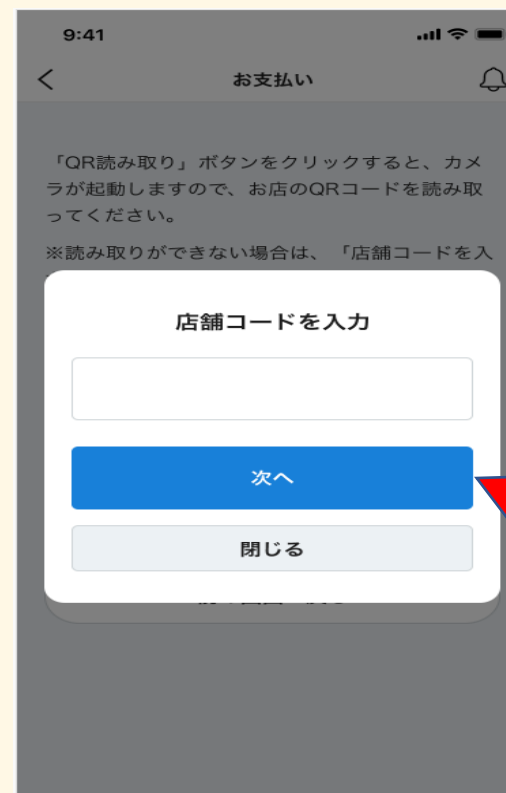 9:41
お支払い
「QR読み取り」ボタンをクリックすると、カメ
ラが起動しますので、お店のQRコードを読み取
ってください。
※読み取りができない場合は、「店舗コードを入
店舗コードを入力
次へ
閉じる